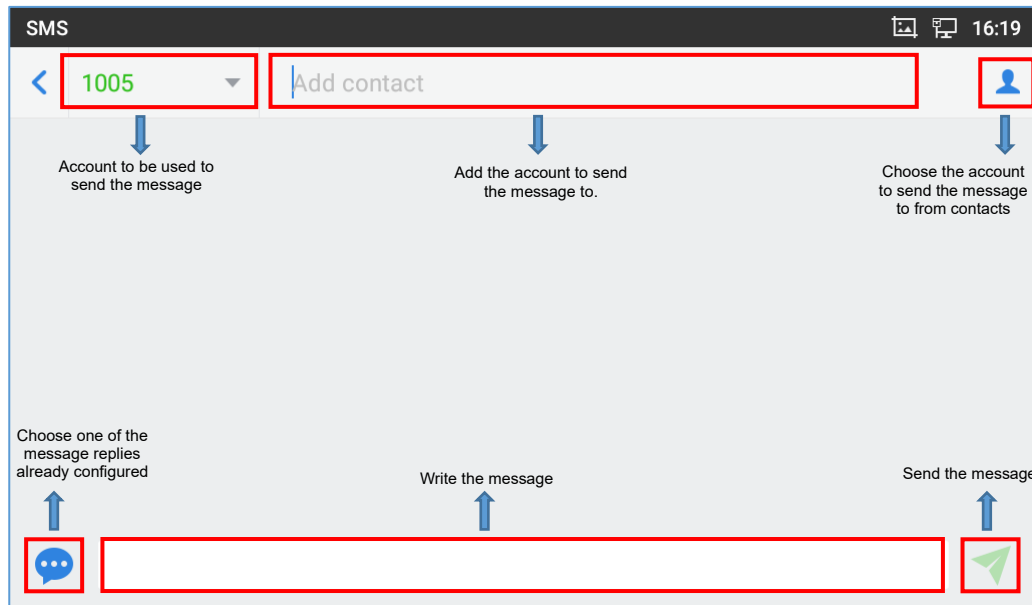 SMS
16:19
1005
Add contact
Account to be used to
send the message
Add the account to send
the message to.
Choose the account
to send the message
to from contacts
Choose one of the
message replies
already configured
Write the message
Send the message